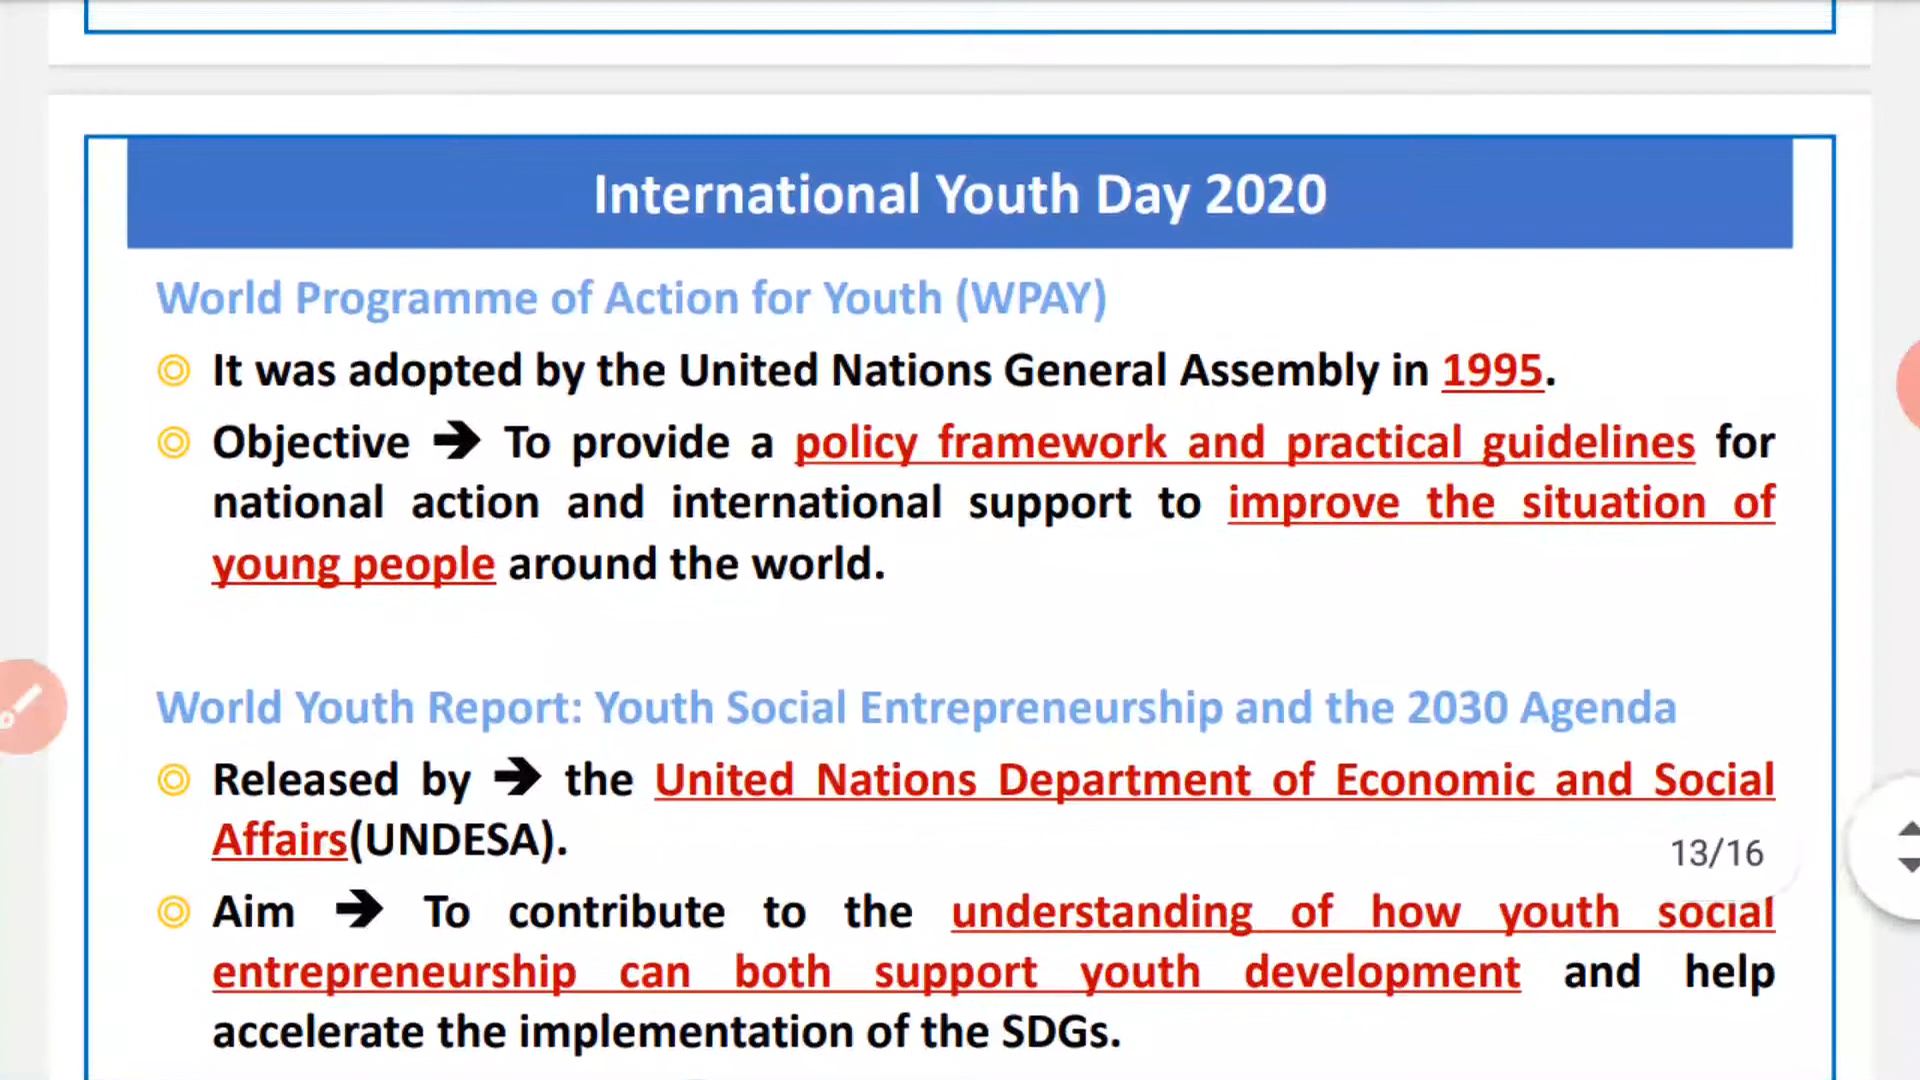 International Youth Day 2020
World Programme of Action for Youth (WPAY)
It was adopted by the United Nations General Assembly in 1995.
Objective ➔ To provide a policy framework and practical guidelines for
national action and international support to improve the situation of
young people around the world.
World Youth Report: Youth Social Entrepreneurship and the 2030 Agenda
Released by ➔ the United Nations Department of Economic and Social
Affairs(UNDESA).
13/16
Aim ➔ To contribute to the understanding of how youth social
entrepreneurship can both support youth development and help
accelerate the implementation of the SDGs.